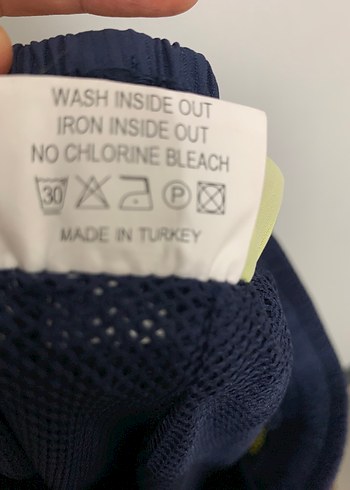 WASH INSIDE OUT
IRON INSIDE OUT
NO CHLORINE BLEACH
30 P
MADE IN TURKEY